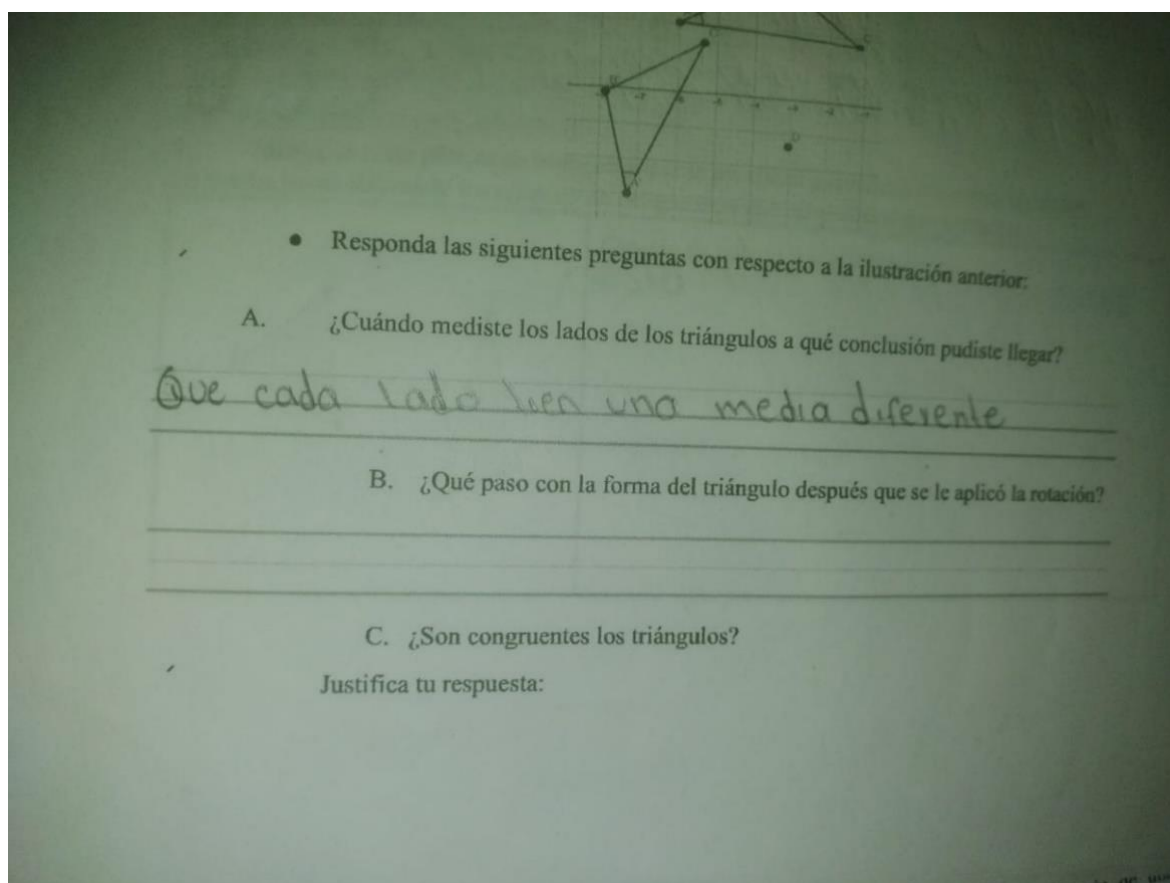 Responda las siguientes preguntas con respecto a la ilustración anterior:
A. ¿Cuándo mediste los lados de los triángulos a qué conclusión pudiste llegar?
Que cada lado tien una media diferente
B. ¿Qué paso con la forma del triángulo después que se le aplicó la rotación?
C. ¿Son congruentes los triángulos?
Justifica tu respuesta: